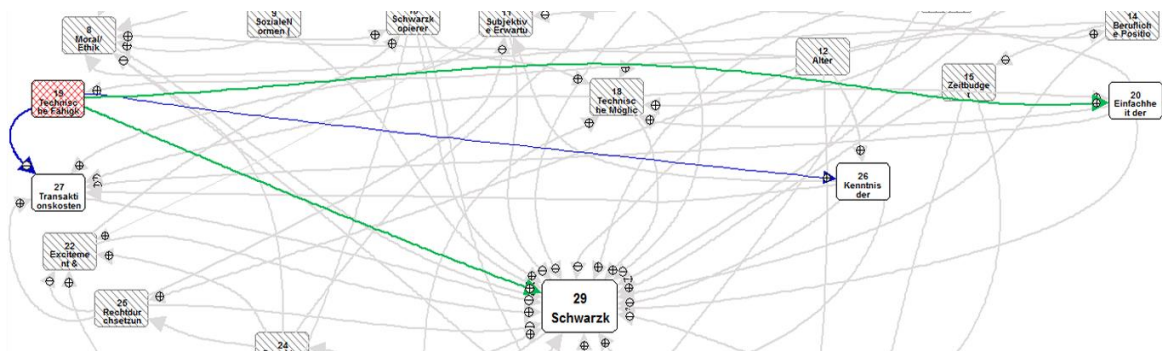 9
SozialeN
ormen |
Schwarzk
opierer
11
Subjektiv
e Erwartu
14
Beruflich
e Positio
8
Moral/
Ethik
12
Alter
15
Zeitbudge
t
19
Technisc
he Fähigk
18
Technisc
he Möglic
20
Einfachhe
it der
27
Transakti
onskosten
26
Kenntnis
der
22
Exciteme
nt &
25
Rechtdur
chsetzun
29
Schwarzk
24